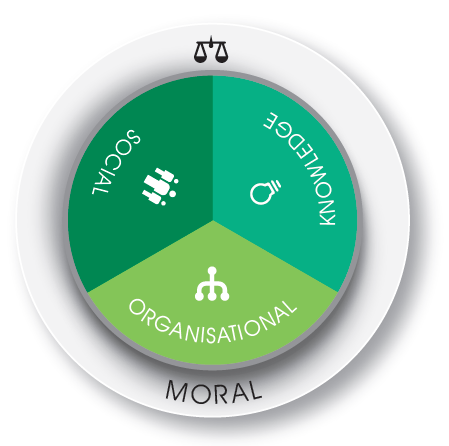 SOCIAL
KNOWLEDGE
ORGANISATIONAL
MORAL